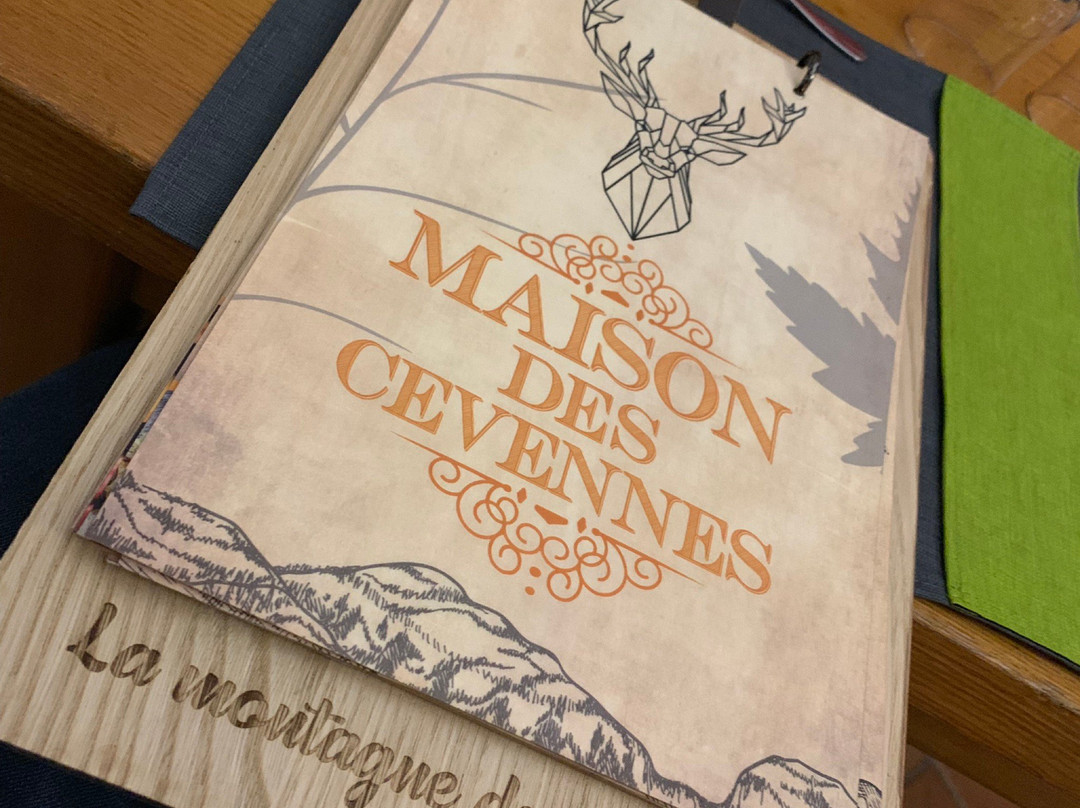 MAISON
DES
CEVENNES
La montagne